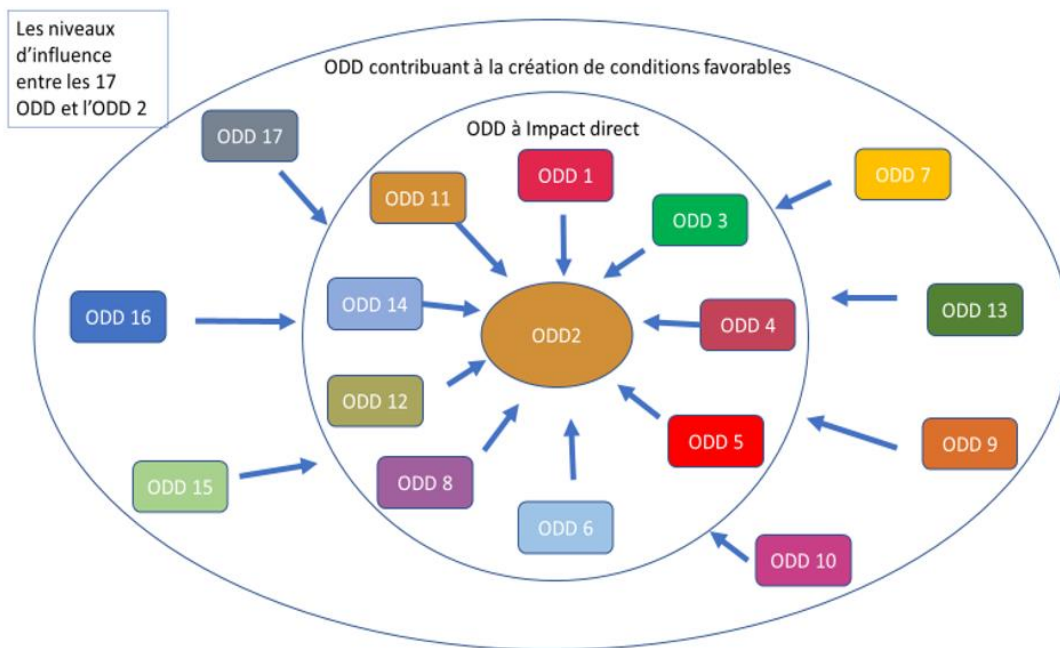 Les niveaux
d'influence
entre les 17
ODD et l'ODD 2
ODD contribuant à la création de conditions favorables
ODD à Impact direct
ODD 17
ODD 1
ODD 7
ODD 11
ODD 3
ODD 14
ODD 16
ODD 4
ODD 13
ODD2
ODD 12
ODD 5
ODD 9
ODD 15
ODD 8
ODD 6
ODD 10